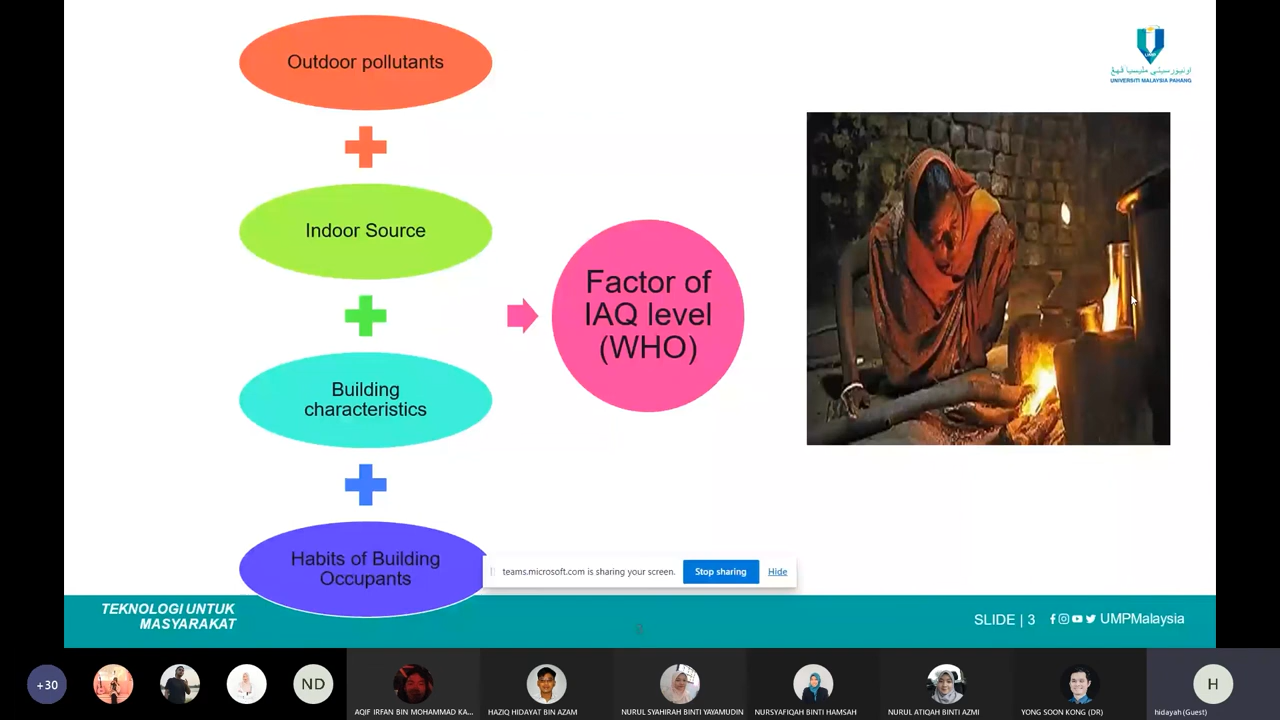 Outdoor pollutants
Indoor Source
Building
characteristics
Habits of Building
Occupants
Factor of
IAQ level
(WHO)
اونيۏرسيتي مليسيا ڤهڠ
UNIVERSITI MALAYSIA PAHANG
teams.microsoft.com is sharing your screen.
Stop sharing
Hide
TEKNOLOGI UNTUK
MASYARAKAT
SLIDE | 3
UMPMalaysia
+30
ND
AQIF IRFAN BIN MOHAMMAD KA...
HAZIQ HIDAYAT BIN AZAM
NURUL SYAHIRAH BINTI YAYAMUDIN
NURSYAFIQAH BINTI HAMSAH
NURUL ATIQAH BINTI AZMI
YONG SOON KONG (DR)
H
hidayah (Guest)